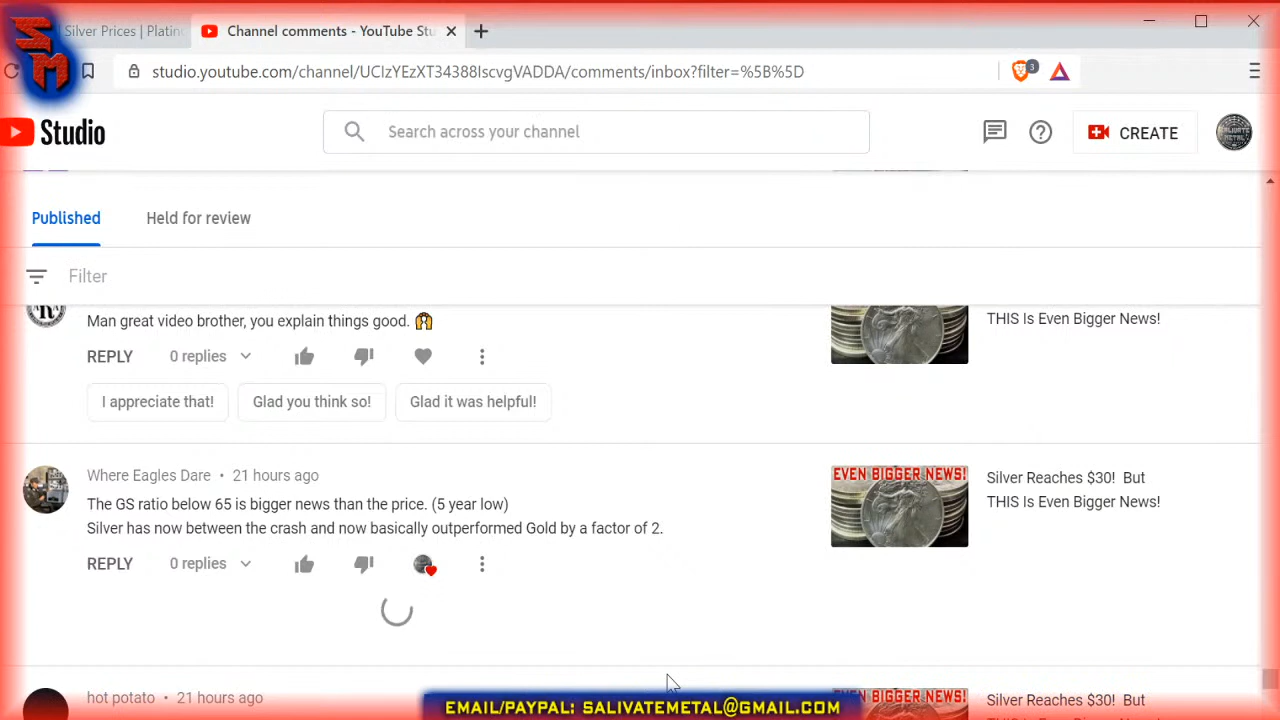 SM
Silver Prices | Platin
Channel comments - YouTube Stu
studio.youtube.com/channel/UCIzYEzXT34388IscvgVADDA/comments/inbox?filter=%5B%5D
3
Studio
Search across your channel
CREATE
Published
Held for review
Filter
Man great video brother, you explain things good. 🙌
THIS Is Even Bigger News!
REPLY
0 replies
I appreciate that!
Glad you think so!
Glad it was helpful!
Where Eagles Dare • 21 hours ago
The GS ratio below 65 is bigger news than the price. (5 year low)
Silver has now between the crash and now basically outperformed Gold by a factor of 2.
REPLY
0 replies
EVEN BIGGER NEWS!
Silver Reaches $30! But
THIS Is Even Bigger News!
hot potato • 21 hours ago
EVEN BIGGER NEWS!
Silver Reaches $30! But
EMAIL/PAYPAL: SALIVATEMETAL@GMAIL.COM